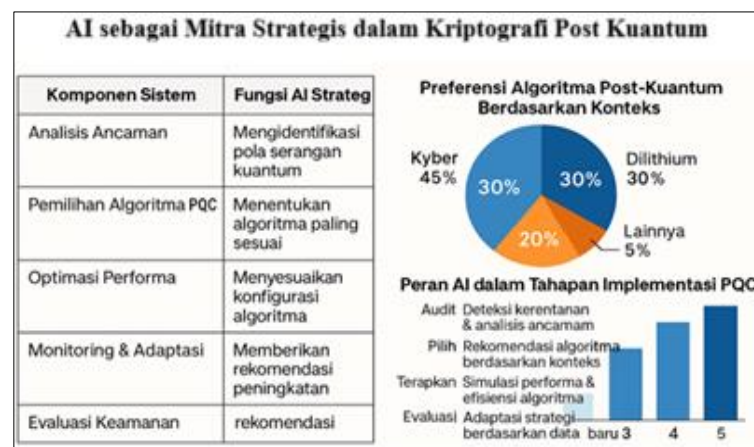 AI sebagai Mitra Strategis dalam Kriptografi Post Kuantum
Komponen Sistem
Fungsi AI Strateg
Analisis Ancaman
Mengidentifikasi
pola serangan
kuantum
Pemilihan Algoritma PQC
Menentukan
algoritma paling
sesuai
Optimasi Performa
Menyesuaikan
konfigurasi
algoritma
Monitoring & Adaptasi
Memberikan
rekomendasi
peningkatan
Evaluasi Keamanan
rekomendasi
Preferensi Algoritma Post-Kuantum
Berdasarkan Konteks
Kyber
45%
30%
30%
Dilithium
30%
20%
Lainnya
5%
Peran AI dalam Tahapan Implementasi PQC
Audit Deteksi kerentanan
& analisis ancamam
Pilih Rekomendasi algoritma
berdasarkan konteks
Terapkan Simulasi performa &
efisiensi algoritma
Evaluasi Adaptasi strategi
berdasarkan data baru 3 4 5